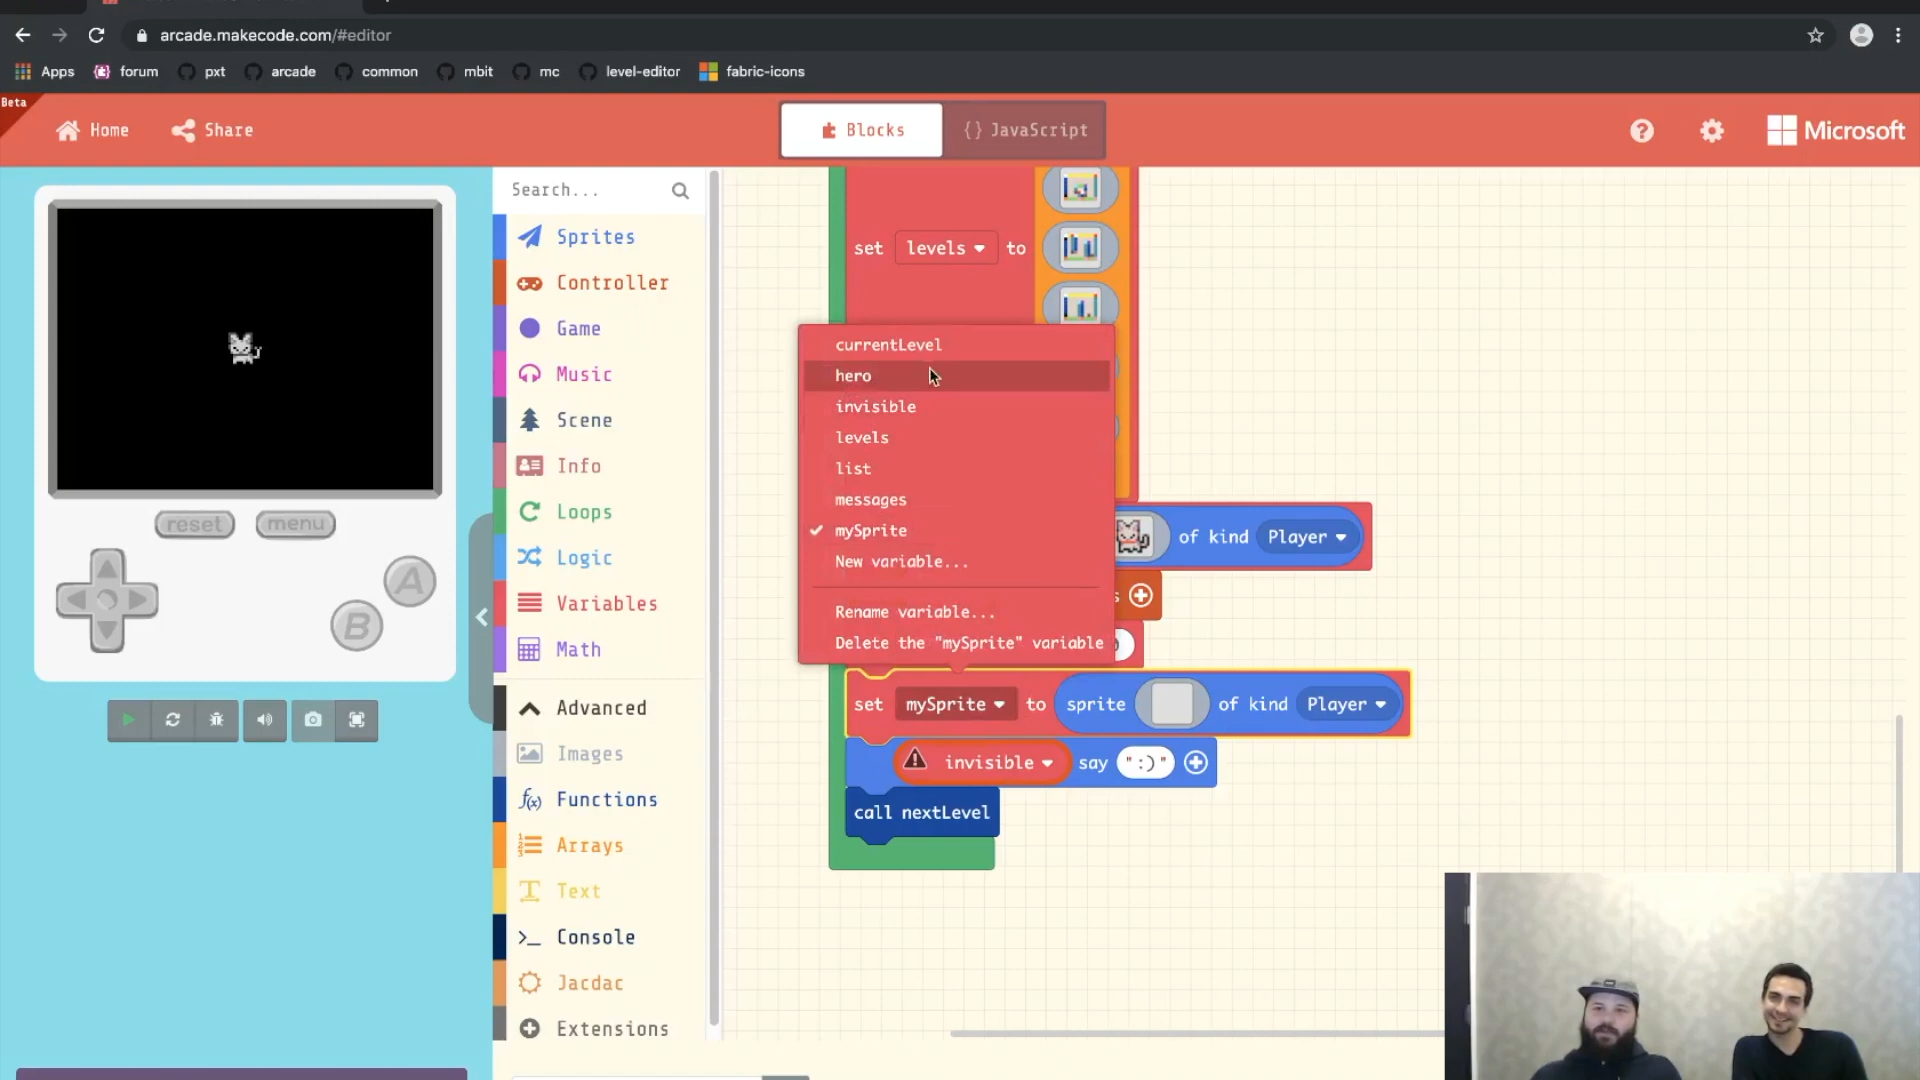 arcade.makecode.com/#editor
Apps forum pxt arcade common mbit mc level-editor fabric-icons
Beta
Home Share Blocks {} JavaScript Microsoft
Search...
Sprites
Controller
Game
Music
Scene
Info
Loops
Logic
Variables
Math
Advanced
Images
Functions
Arrays
Text
Console
Jacdac
Extensions
reset menu
A
B
set levels to
currentLevel
hero
invisible
levels
list
messages
mySprite
New variable...
Rename variable...
Delete the "mySprite" variable
of kind Player
set mySprite to sprite of kind Player
invisible say ":)"
call nextLevel